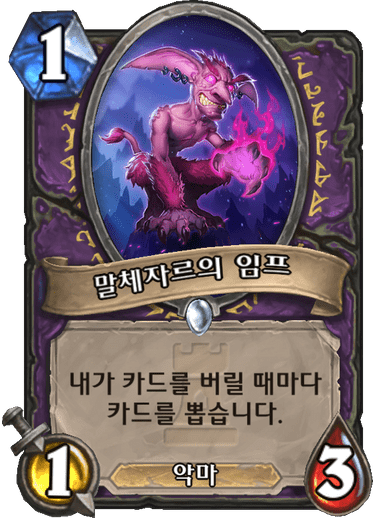 1
말체자르의 임프
내가 카드를 버릴 때마다
카드를 뽑습니다.
1
악마
3